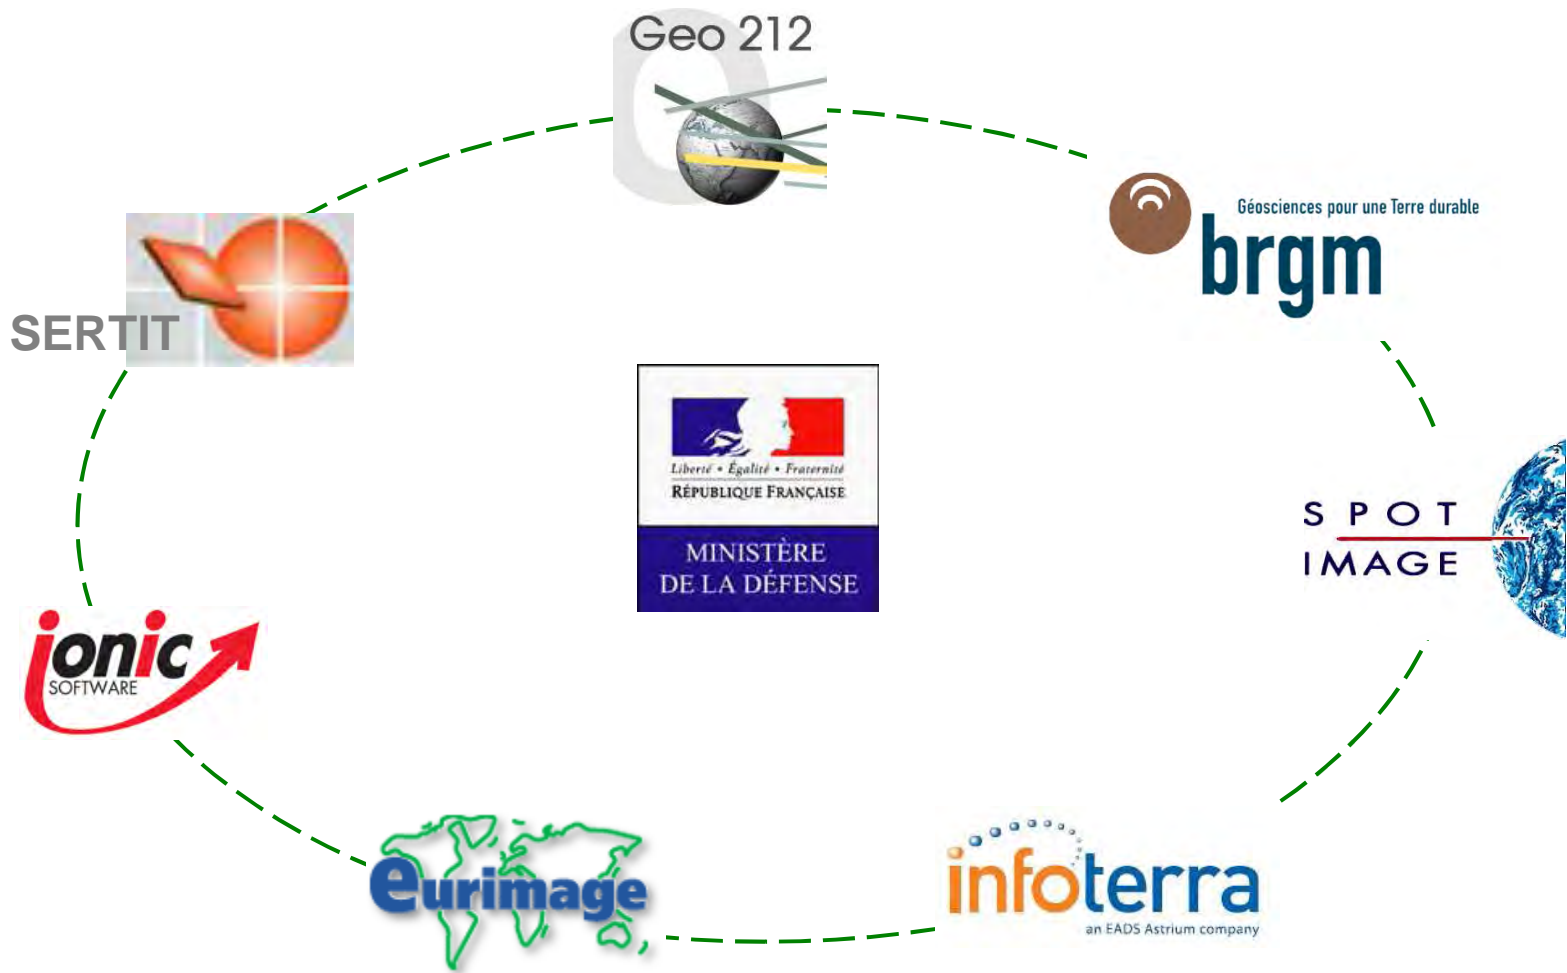 Geo 212
Géosciences pour une Terre durable
brgm
SERTIT
Liberté • Égalité • Fraternité
RÉPUBLIQUE FRANÇAISE
MINISTÈRE
DE LA DÉFENSE
SPOT
IMAGE
ionic
SOFTWARE
eurimage
infoterra
an EADS Astrium company